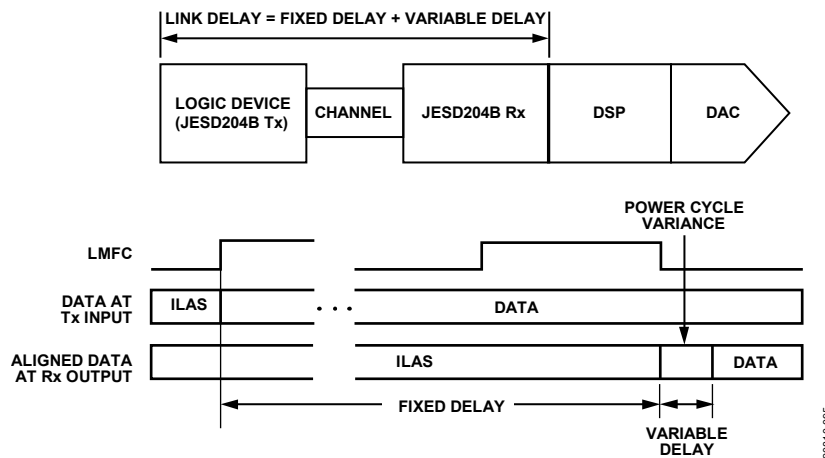 LINK DELAY = FIXED DELAY + VARIABLE DELAY
LOGIC DEVICE
(JESD204B Tx)
CHANNEL
JESD204B Rx
DSP
DAC
POWER CYCLE
VARIANCE
LMFC
DATA AT
Tx INPUT
ILAS
. . .
DATA
ALIGNED DATA
AT Rx OUTPUT
ILAS
DATA
FIXED DELAY
VARIABLE
DELAY